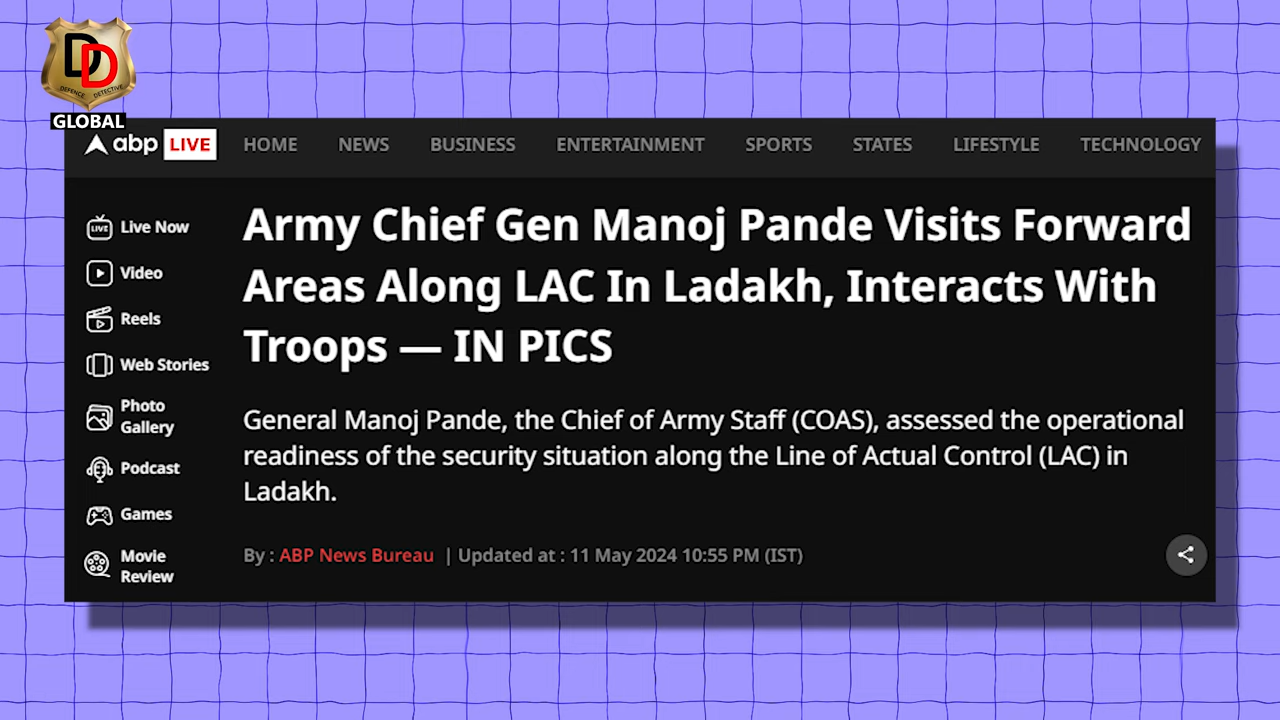 DD
DEFENCE DETECTIVE
GLOBAL
abp LIVE HOME NEWS BUSINESS ENTERTAINMENT SPORTS STATES LIFESTYLE TECHNOLOGY
LIVE Live Now
Video
Reels
Web Stories
Photo
Gallery
Podcast
Games
Movie
Review
Army Chief Gen Manoj Pande Visits Forward
Areas Along LAC In Ladakh, Interacts With
Troops — IN PICS
General Manoj Pande, the Chief of Army Staff (COAS), assessed the operational
readiness of the security situation along the Line of Actual Control (LAC) in
Ladakh.
By : ABP News Bureau | Updated at : 11 May 2024 10:55 PM (IST)